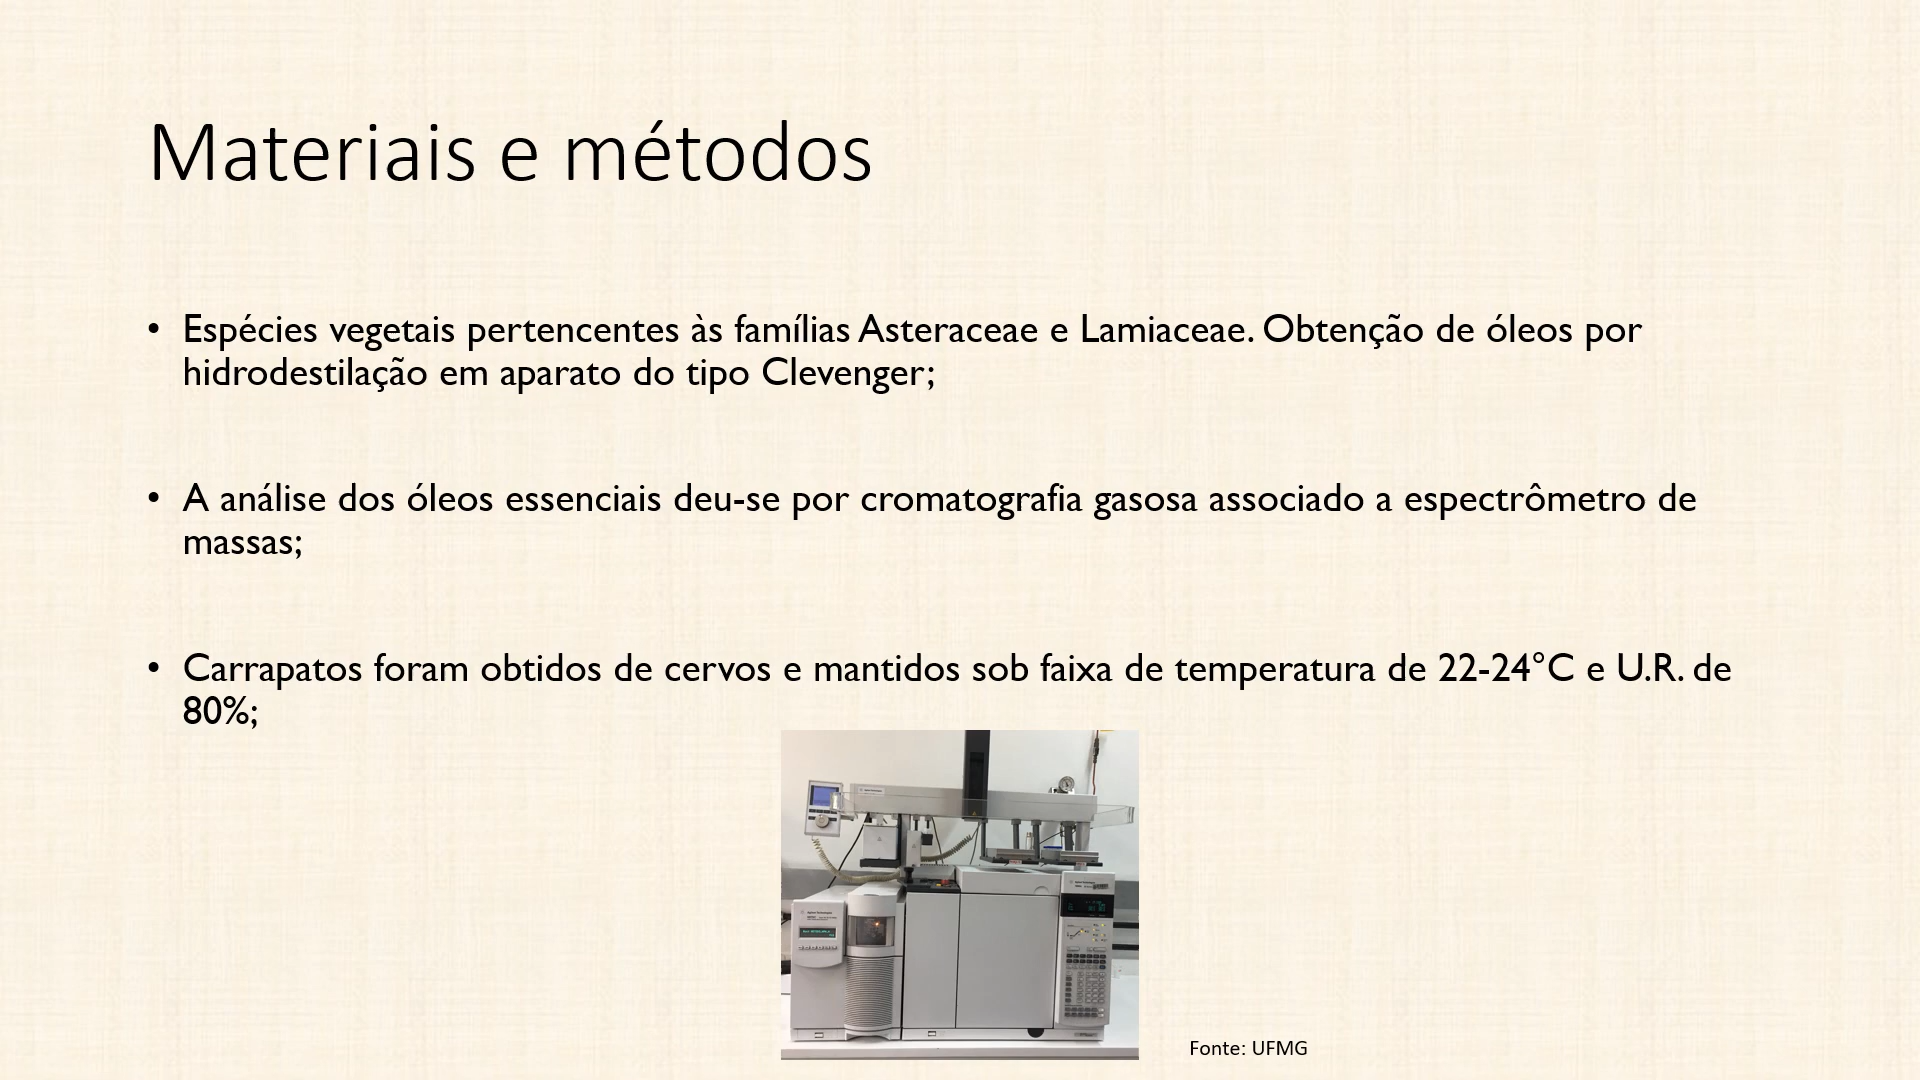 Materiais e métodos
• Espécies vegetais pertencentes às famílias Asteraceae e Lamiaceae. Obtenção de óleos por
hidrodestilação em aparato do tipo Clevenger;
• A análise dos óleos essenciais deu-se por cromatografia gasosa associado a espectrômetro de
massas;
• Carrapatos foram obtidos de cervos e mantidos sob faixa de temperatura de 22-24°C e U.R. de
80%;
Fonte: UFMG